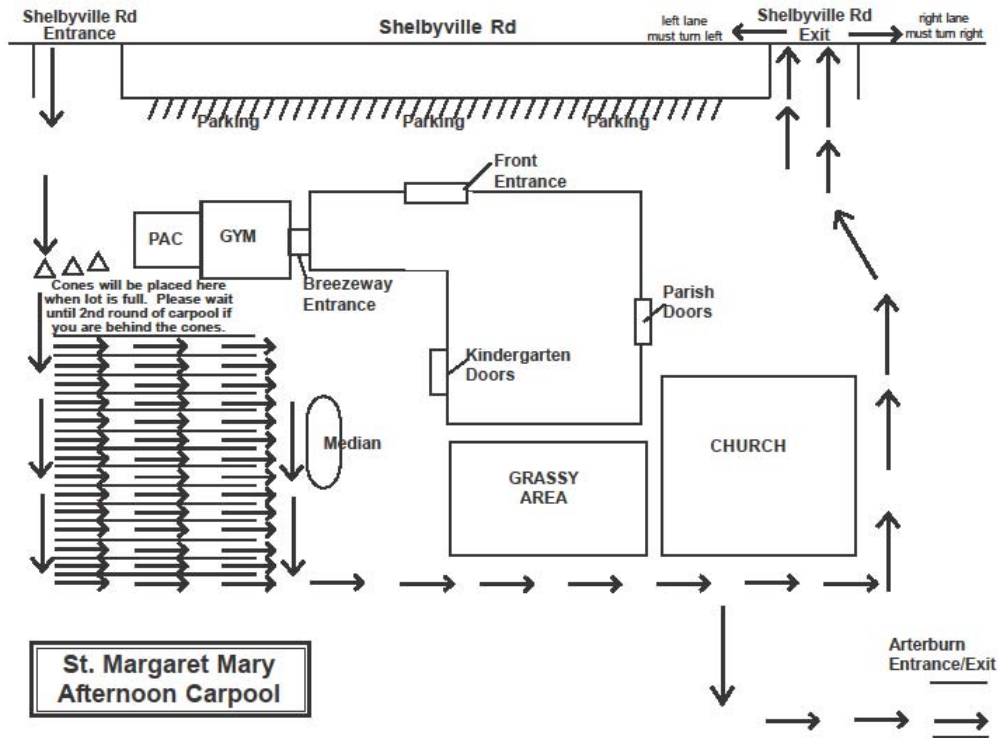 Shelbyville Rd
Entrance
Shelbyville Rd
left lane
must turn left
Shelbyville Rd
Exit
right lane
must turn right
Parking
Parking
Parking
Front
Entrance
PAC
GYM
Breezeway
Entrance
Cones will be placed here
when lot is full. Please wait
until 2nd round of carpool if
you are behind the cones.
Parish
Doors
Kindergarten
Doors
Median
GRASSY
AREA
CHURCH
St. Margaret Mary
Afternoon Carpool
Arterburn
Entrance/Exit